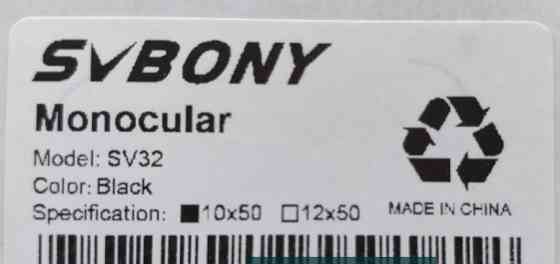 SVBONY
Monocular
Model: SV32
Color: Black
Specification: ■10x50 □12x50
MADE IN CHINA